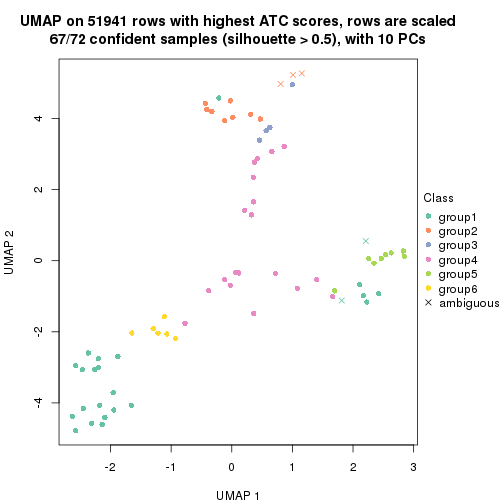 UMAP on 51941 rows with highest ATC scores, rows are scaled
67/72 confident samples (silhouette > 0.5), with 10 PCs
4
2
0
-2
-4
UMAP 2
-2
-1
0
1
2
3
UMAP 1
Class
group1
group2
group3
group4
group5
group6
ambiguous